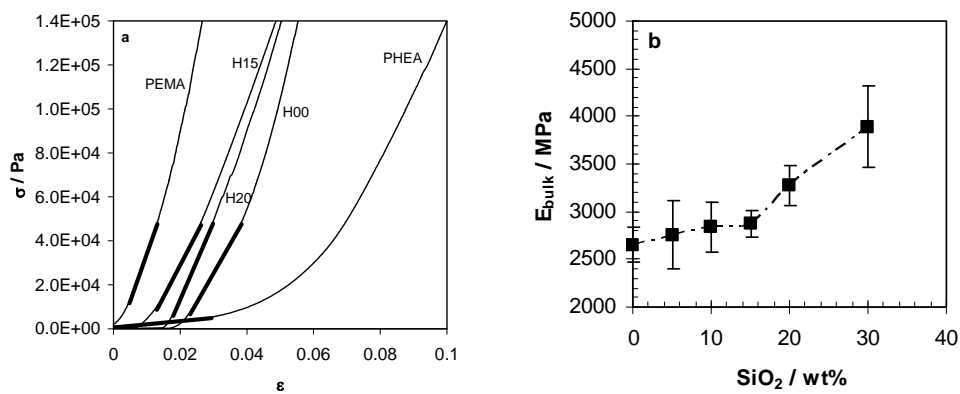 a
1.4E+05
1.2E+05
1.0E+05
8.0E+04
6.0E+04
4.0E+04
2.0E+04
0.0E+00
σ / Pa
PEMA
H15
H00
H20
PHEA
0
0.02
0.04
0.06
0.08
0.1
ε
b
5000
4500
4000
3500
3000
2500
2000
E_bulk / MPa
0
10
20
30
40
SiO₂ / wt%